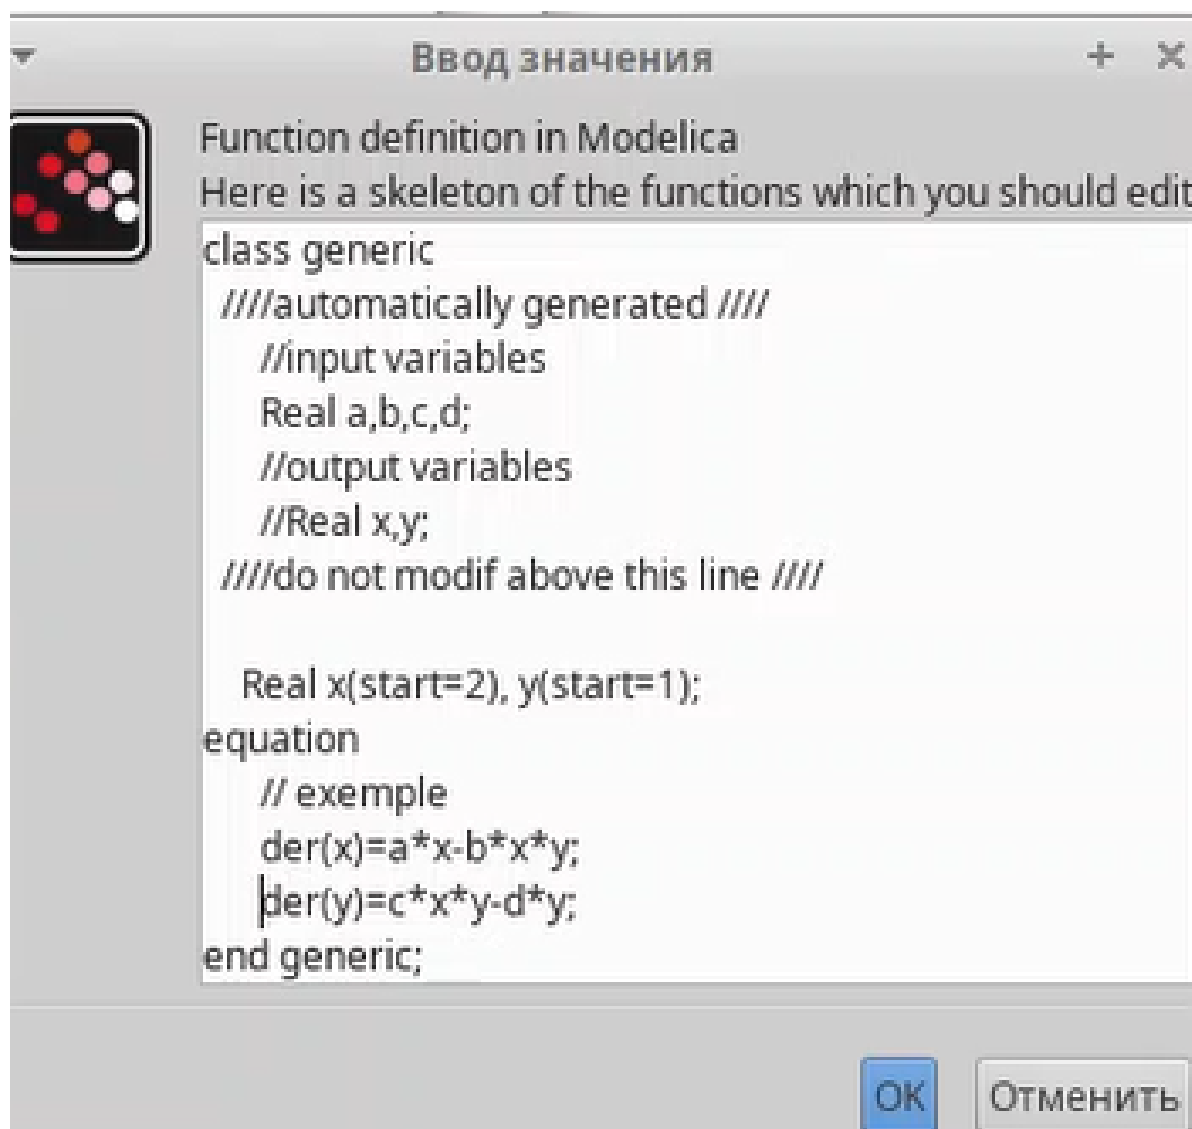 Ввод значения
Function definition in Modelica
Here is a skeleton of the functions which you should edit
class generic
////automatically generated ////
//input variables
Real a,b,c,d;
//output variables
//Real x,y;
////do not modif above this line ////
Real x(start=2), y(start=1);
equation
// exemple
der(x)=a*x-b*x*y;
der(y)=c*x*y-d*y;
end generic;
OK
Отменить